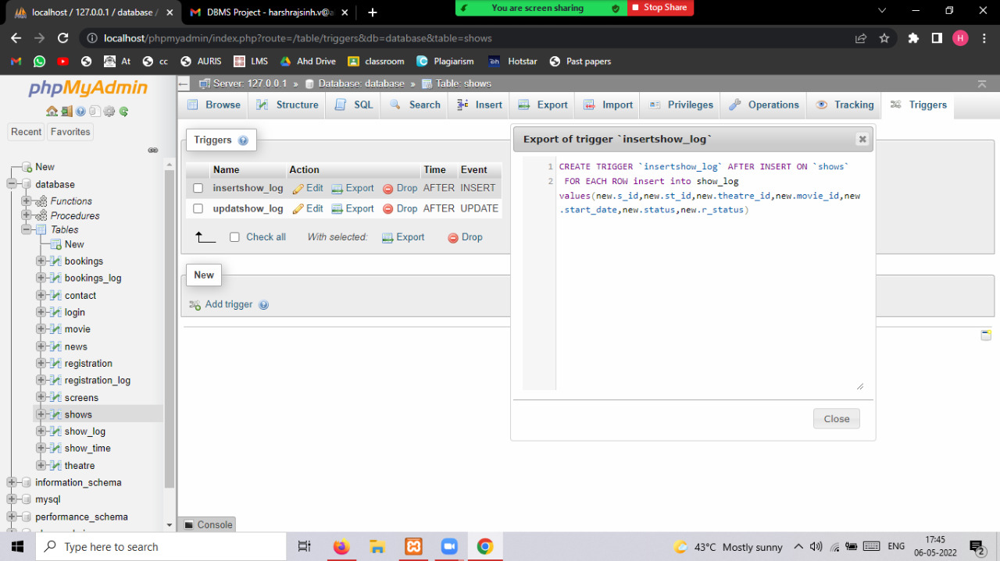 localhost / 127.0.0.1 / database /
DBMS Project - harshrajsinh.v@a
You are screen sharing
Stop Share
localhost/phpmyadmin/index.php?route=/table/triggers&db=database&table=shows
H
At
cc
AURIS
LMS
Ahd Drive
classroom
Plagiarism
Hotstar
Past papers
phpMyAdmin
Server: 127.0.0.1 » Database: database » Table: shows
Browse
Structure
SQL
Search
Insert
Export
Import
Privileges
Operations
Tracking
Triggers
Recent
Favorites
New
database
Functions
Procedures
Tables
New
bookings
bookings_log
contact
login
movie
news
registration
registration_log
screens
shows
show_log
show_time
theatre
information_schema
mysql
performance_schema
Triggers
Name Action Time Event
insertshow_log Edit Export Drop AFTER INSERT
updatshow_log Edit Export Drop AFTER UPDATE
Check all With selected: Export Drop
New
Add trigger
Export of trigger `insertshow_log`
1 CREATE TRIGGER `insertshow_log` AFTER INSERT ON `shows`
2 FOR EACH ROW insert into show_log
values(new.s_id,new.st_id,new.theatre_id,new.movie_id,new
.start_date,new.status,new.r_status)
Close
Console
Type here to search
43°C Mostly sunny
ENG
17:45
06-05-2022
2